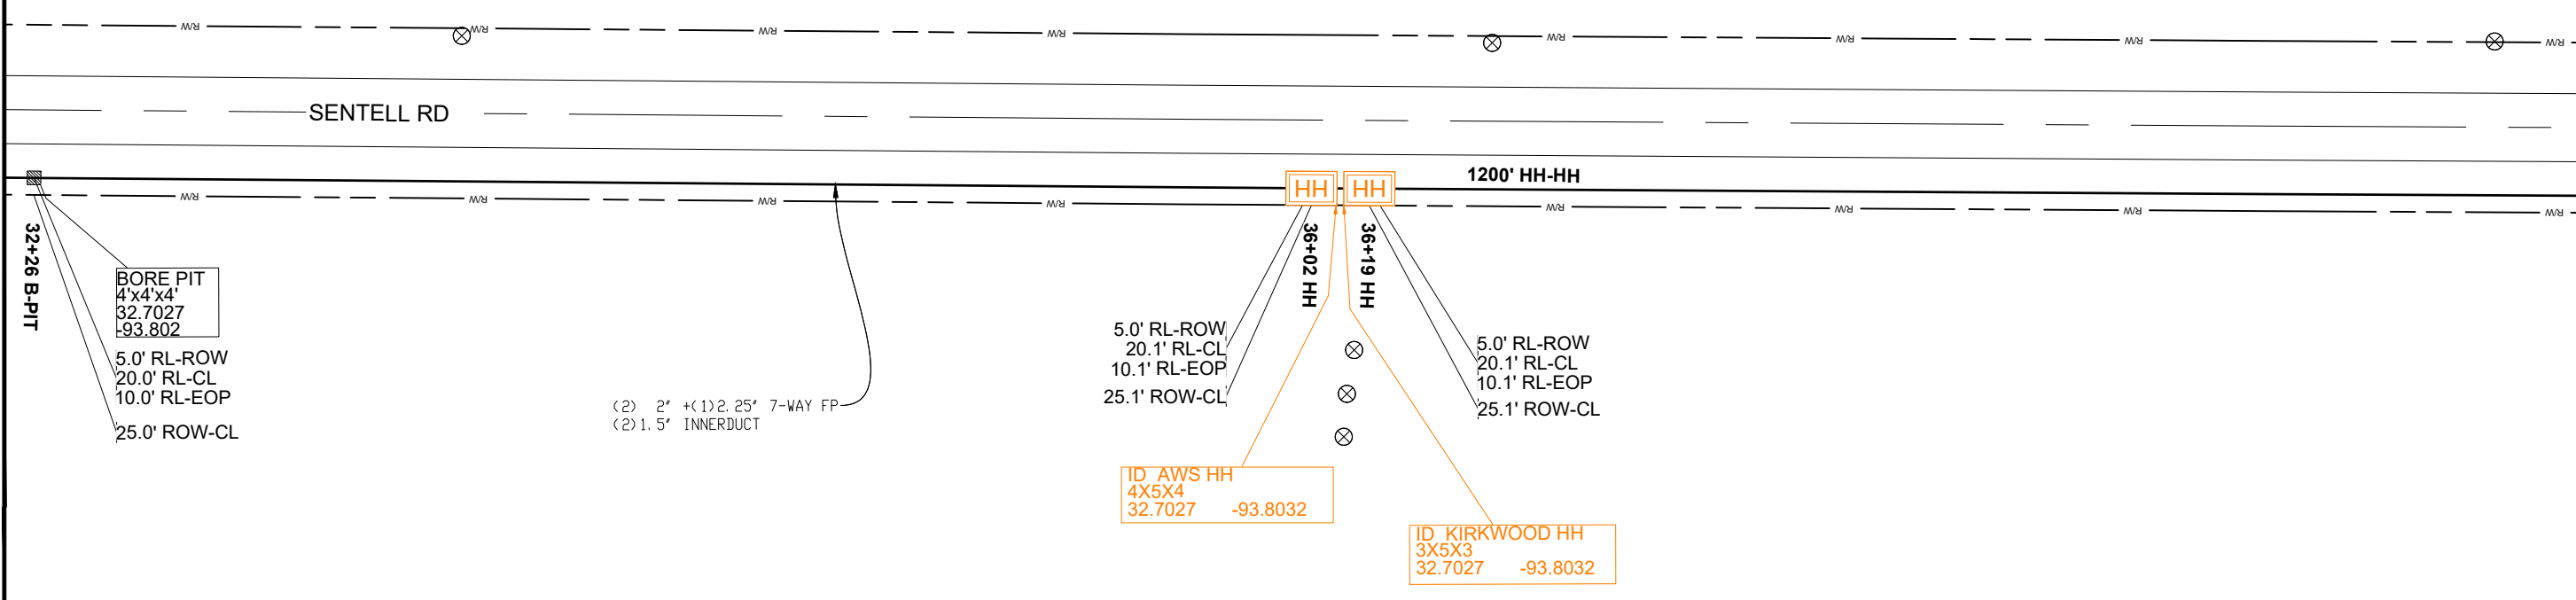 R/W R/W R/W R/W R/W R/W R/W R/W
SENTELL RD
1200' HH-HH
HH HH
R/W R/W R/W R/W R/W R/W R/W R/W
32+26 B-PIT
BORE PIT
4'x4'x4'
32.7027
-93.802
5.0' RL-ROW
20.0' RL-CL
10.0' RL-EOP
25.0' ROW-CL
(2) 2" +(1)2.25" 7-WAY FP
(2)1.5" INNERDUCT
36+02 HH
36+19 HH
5.0' RL-ROW
20.1' RL-CL
10.1' RL-EOP
25.1' ROW-CL
5.0' RL-ROW
20.1' RL-CL
10.1' RL-EOP
25.1' ROW-CL
ID AWS HH
4X5X4
32.7027 -93.8032
ID KIRKWOOD HH
3X5X3
32.7027 -93.8032